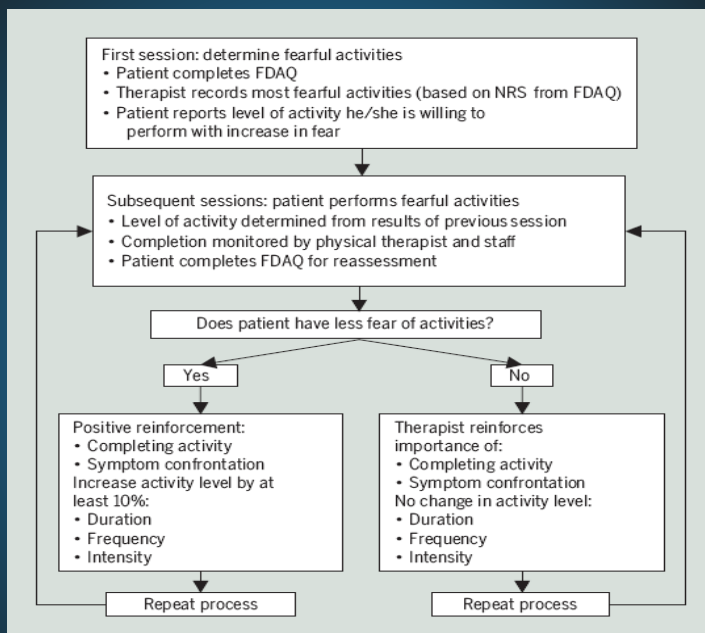 First session: determine fearful activities
• Patient completes FDAQ
• Therapist records most fearful activities (based on NRS from FDAQ)
• Patient reports level of activity he/she is willing to
perform with increase in fear
Subsequent sessions: patient performs fearful activities
• Level of activity determined from results of previous session
• Completion monitored by physical therapist and staff
• Patient completes FDAQ for reassessment
Does patient have less fear of activities?
Yes
No
Positive reinforcement:
• Completing activity
• Symptom confrontation
Increase activity level by at
least 10%:
• Duration
• Frequency
• Intensity
Therapist reinforces
importance of:
• Completing activity
• Symptom confrontation
No change in activity level:
• Duration
• Frequency
• Intensity
Repeat process
Repeat process